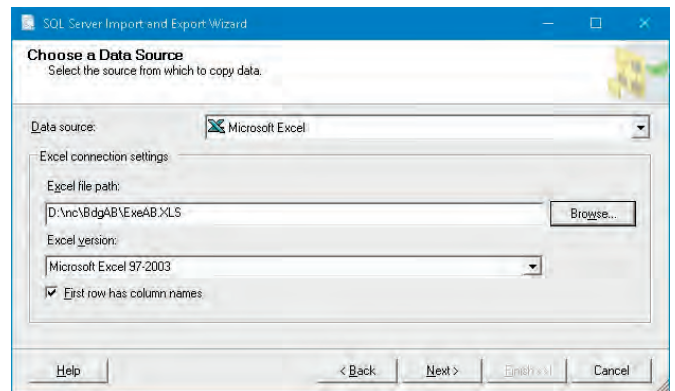 SQL Server Import and Export Wizard
Choose a Data Source
Select the source from which to copy data.
Data source:
Microsoft Excel
Excel connection settings
Excel file path:
D:\nc\BdgAB\ExeAB.XLS
Browse...
Excel version:
Microsoft Excel 97-2003
First row has column names
Help
< Back
Next >
Finish >>|
Cancel